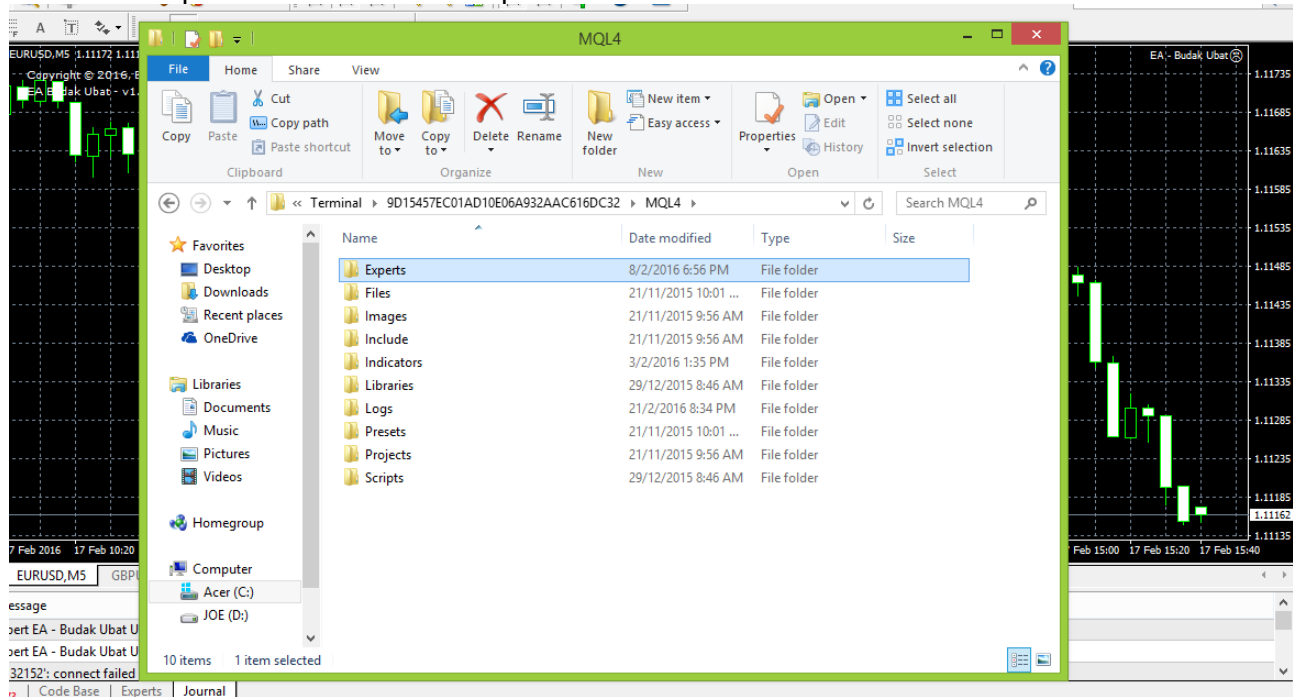 A T
EURUSD,M5 1.11172 1.111
Copyright © 2016,
Budak Ubat - v1.
EA - Budak Ubat
MQL4
File Home Share View
Copy
Paste
Cut
Copy path
Paste shortcut
Clipboard
Move to
Copy to
Delete
Rename
Organize
New folder
New item
Easy access
New
Properties
Open
Edit
History
Open
Select all
Select none
Invert selection
Select
« Terminal 9D15457EC01AD10E06A932AAC616DC32 MQL4
Search MQL4
Favorites
Desktop
Downloads
Recent places
OneDrive
Libraries
Documents
Music
Pictures
Videos
Homegroup
Computer
Acer (C:)
JOE (D:)
Name Date modified Type Size
Experts 8/2/2016 6:56 PM File folder
Files 21/11/2015 10:01 ... File folder
Images 21/11/2015 9:56 AM File folder
Include 21/11/2015 9:56 AM File folder
Indicators 3/2/2016 1:35 PM File folder
Libraries 29/12/2015 8:46 AM File folder
Logs 21/2/2016 8:34 PM File folder
Presets 21/11/2015 10:01 ... File folder
Projects 21/11/2015 9:56 AM File folder
Scripts 29/12/2015 8:46 AM File folder
10 items 1 item selected
1.11735
1.11685
1.11635
1.11585
1.11535
1.11485
1.11435
1.11385
1.11335
1.11285
1.11235
1.11185
1.11162
1.11135
7 Feb 2016 17 Feb 10:20
Feb 15:00 17 Feb 15:20 17 Feb 15:40
EURUSD,M5 GBP
essage
pert EA - Budak Ubat U
pert EA - Budak Ubat U
32152': connect failed
Code Base Experts Journal